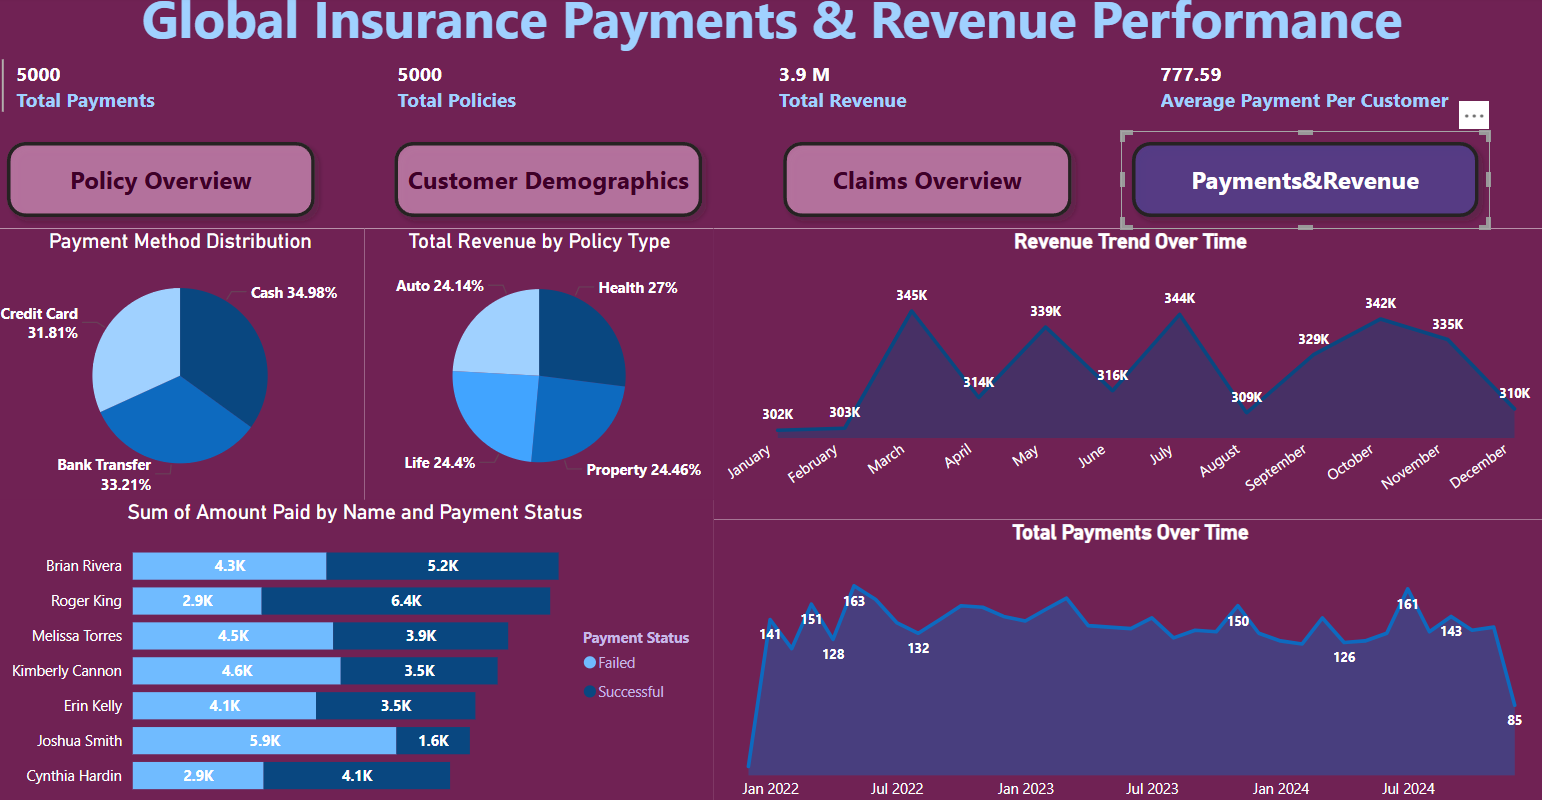 Global Insurance Payments & Revenue Performance
5000
Total Payments
5000
Total Policies
3.9 M
Total Revenue
777.59
Average Payment Per Customer
...
Policy Overview
Customer Demographics
Claims Overview
Payments&Revenue
Payment Method Distribution
Cash 34.98%
Credit Card
31.81%
Bank Transfer
33.21%
Total Revenue by Policy Type
Auto 24.14%
Health 27%
Life 24.4%
Property 24.46%
Revenue Trend Over Time
302K
303K
345K
314K
339K
316K
344K
309K
329K
342K
335K
310K
January
February
March
April
May
June
July
August
September
October
November
December
Sum of Amount Paid by Name and Payment Status
Brian Rivera 4.3K 5.2K
Roger King 2.9K 6.4K
Melissa Torres 4.5K 3.9K
Kimberly Cannon 4.6K 3.5K
Erin Kelly 4.1K 3.5K
Joshua Smith 5.9K 1.6K
Cynthia Hardin 2.9K 4.1K
Payment Status
Failed
Successful
Total Payments Over Time
141
151
128
163
132
150
126
161
143
85
Jan 2022
Jul 2022
Jan 2023
Jul 2023
Jan 2024
Jul 2024